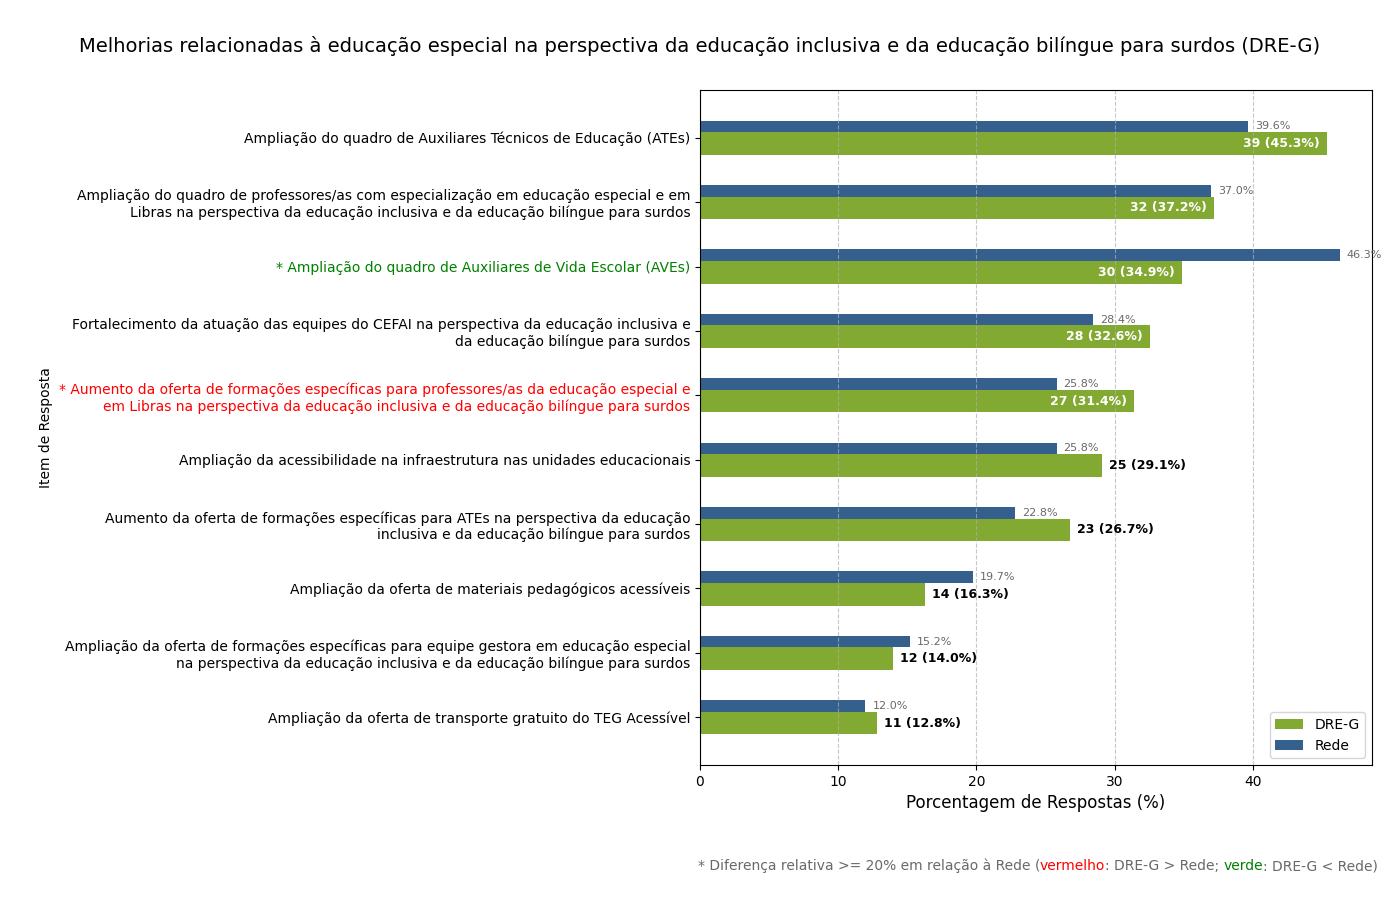 Melhorias relacionadas à educação especial na perspectiva da educação inclusiva e da educação bilíngue para surdos (DRE-G)
Item de Resposta
Ampliação do quadro de Auxiliares Técnicos de Educação (ATEs)
39.6%
39 (45.3%)
Ampliação do quadro de professores/as com especialização em educação especial e em
Libras na perspectiva da educação inclusiva e da educação bilíngue para surdos
37.0%
32 (37.2%)
* Ampliação do quadro de Auxiliares de Vida Escolar (AVEs)
46.3%
30 (34.9%)
Fortalecimento da atuação das equipes do CEFAI na perspectiva da educação inclusiva e
da educação bilíngue para surdos
28.4%
28 (32.6%)
* Aumento da oferta de formações específicas para professores/as da educação especial e
em Libras na perspectiva da educação inclusiva e da educação bilíngue para surdos
25.8%
27 (31.4%)
Ampliação da acessibilidade na infraestrutura nas unidades educacionais
25.8%
25 (29.1%)
Aumento da oferta de formações específicas para ATEs na perspectiva da educação
inclusiva e da educação bilíngue para surdos
22.8%
23 (26.7%)
Ampliação da oferta de materiais pedagógicos acessíveis
19.7%
14 (16.3%)
Ampliação da oferta de formações específicas para equipe gestora em educação especial
na perspectiva da educação inclusiva e da educação bilíngue para surdos
15.2%
12 (14.0%)
Ampliação da oferta de transporte gratuito do TEG Acessível
12.0%
11 (12.8%)
DRE-G
Rede
0 10 20 30 40
Porcentagem de Respostas (%)
* Diferença relativa >= 20% em relação à Rede (vermelho: DRE-G > Rede; verde: DRE-G < Rede)